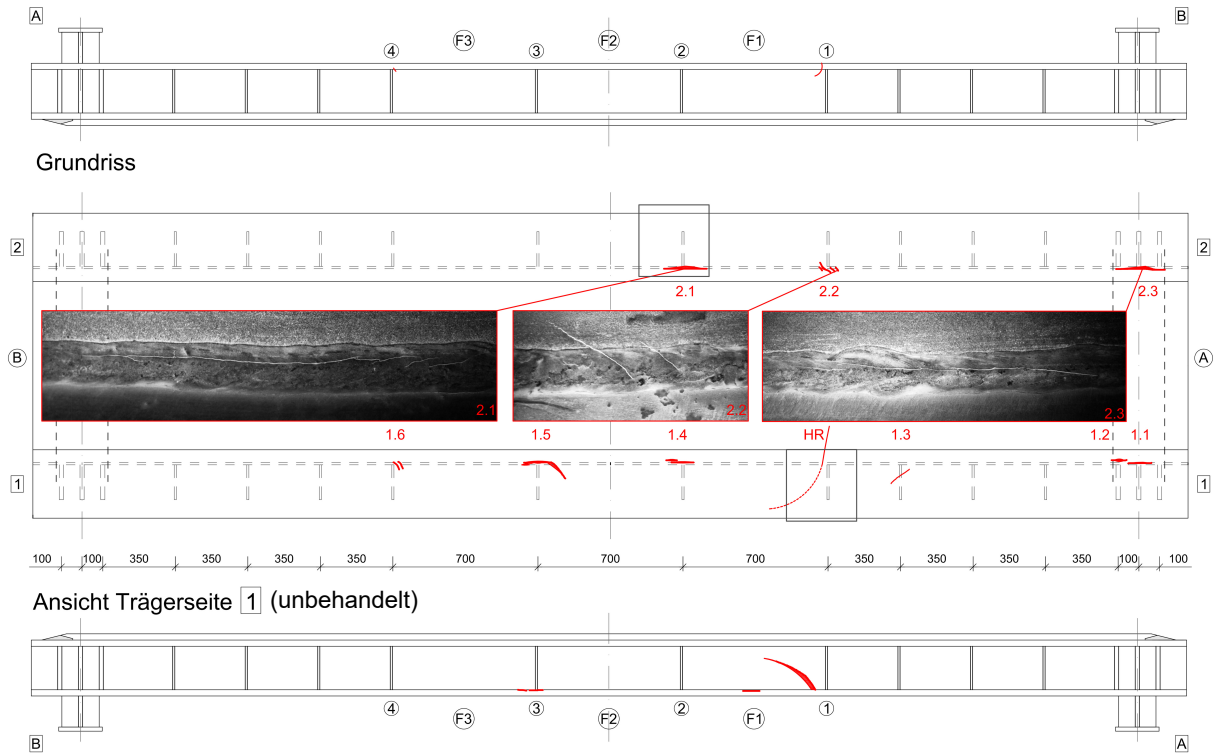 A B
F3 F2 F1
4 3 2 1
Grundriss
2 2
2.1 2.2 2.3
B A
2.1 2.2 2.3
1.6 1.5 1.4 HR 1.3 1.2 1.1
1 1
100 100 350 350 350 350 700 700 700 350 350 350 350 100 100
Ansicht Trägerseite 1 (unbehandelt)
4 3 2 1
F3 F2 F1
B A